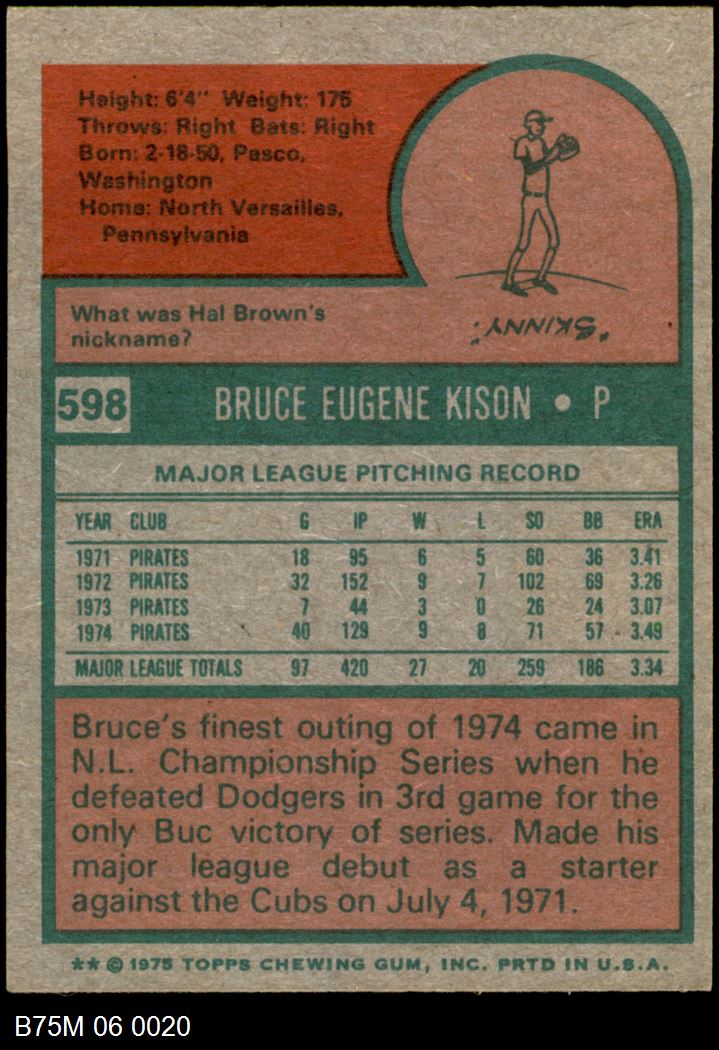 Height: 6'4" Weight: 175
Throws: Right Bats: Right
Born: 2-18-50, Pasco,
Washington
Home: North Versailles,
Pennsylvania
What was Hal Brown's
nickname?
"SKINNY."
598 BRUCE EUGENE KISON • P
MAJOR LEAGUE PITCHING RECORD
YEAR CLUB G IP W L SO BB ERA
1971 PIRATES 18 95 6 5 60 36 3.41
1972 PIRATES 32 152 9 7 102 69 3.26
1973 PIRATES 7 44 3 0 26 24 3.07
1974 PIRATES 40 129 9 8 71 57 3.49
MAJOR LEAGUE TOTALS 97 420 27 20 259 186 3.34
Bruce's finest outing of 1974 came in
N.L. Championship Series when he
defeated Dodgers in 3rd game for the
only Buc victory of series. Made his
major league debut as a starter
against the Cubs on July 4, 1971.
** © 1975 TOPPS CHEWING GUM, INC. PRTD IN U.S.A.
B75M 06 0020